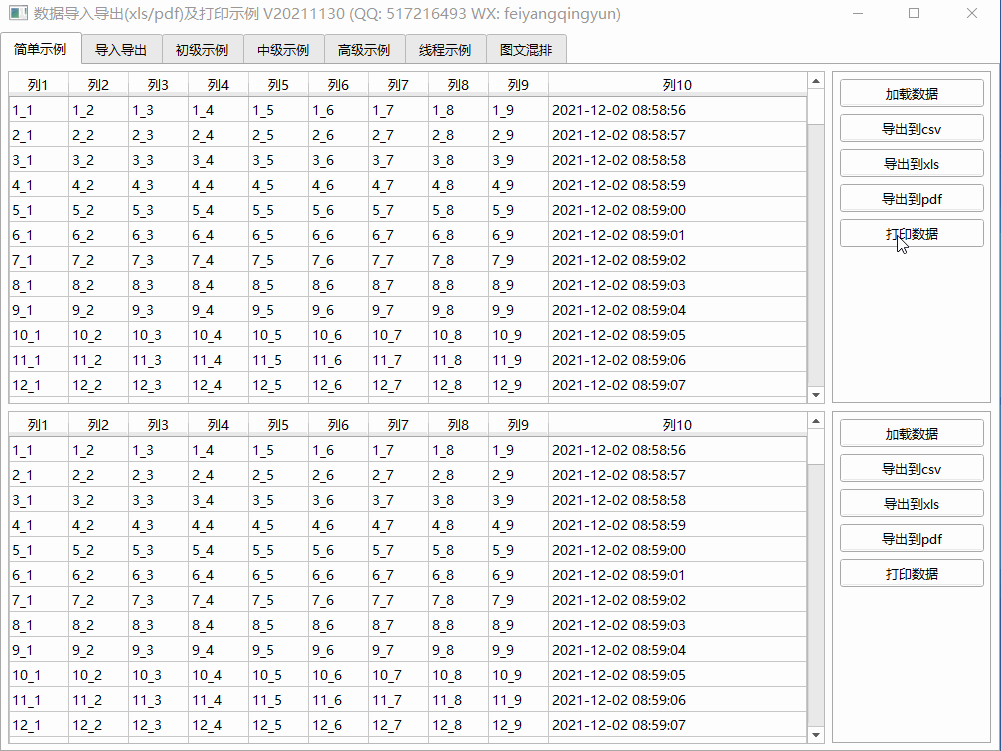 数据导入导出(xls/pdf)及打印示例 V20211130 (QQ: 517216493 WX: feiyangqingyun)
简单示例 导入导出 初级示例 中级示例 高级示例 线程示例 图文混排
列1 列2 列3 列4 列5 列6 列7 列8 列9 列10
1_1 1_2 1_3 1_4 1_5 1_6 1_7 1_8 1_9 2021-12-02 08:58:56
2_1 2_2 2_3 2_4 2_5 2_6 2_7 2_8 2_9 2021-12-02 08:58:57
3_1 3_2 3_3 3_4 3_5 3_6 3_7 3_8 3_9 2021-12-02 08:58:58
4_1 4_2 4_3 4_4 4_5 4_6 4_7 4_8 4_9 2021-12-02 08:58:59
5_1 5_2 5_3 5_4 5_5 5_6 5_7 5_8 5_9 2021-12-02 08:59:00
6_1 6_2 6_3 6_4 6_5 6_6 6_7 6_8 6_9 2021-12-02 08:59:01
7_1 7_2 7_3 7_4 7_5 7_6 7_7 7_8 7_9 2021-12-02 08:59:02
8_1 8_2 8_3 8_4 8_5 8_6 8_7 8_8 8_9 2021-12-02 08:59:03
9_1 9_2 9_3 9_4 9_5 9_6 9_7 9_8 9_9 2021-12-02 08:59:04
10_1 10_2 10_3 10_4 10_5 10_6 10_7 10_8 10_9 2021-12-02 08:59:05
11_1 11_2 11_3 11_4 11_5 11_6 11_7 11_8 11_9 2021-12-02 08:59:06
12_1 12_2 12_3 12_4 12_5 12_6 12_7 12_8 12_9 2021-12-02 08:59:07
加载数据
导出到csv
导出到xls
导出到pdf
打印数据
列1 列2 列3 列4 列5 列6 列7 列8 列9 列10
1_1 1_2 1_3 1_4 1_5 1_6 1_7 1_8 1_9 2021-12-02 08:58:56
2_1 2_2 2_3 2_4 2_5 2_6 2_7 2_8 2_9 2021-12-02 08:58:57
3_1 3_2 3_3 3_4 3_5 3_6 3_7 3_8 3_9 2021-12-02 08:58:58
4_1 4_2 4_3 4_4 4_5 4_6 4_7 4_8 4_9 2021-12-02 08:58:59
5_1 5_2 5_3 5_4 5_5 5_6 5_7 5_8 5_9 2021-12-02 08:59:00
6_1 6_2 6_3 6_4 6_5 6_6 6_7 6_8 6_9 2021-12-02 08:59:01
7_1 7_2 7_3 7_4 7_5 7_6 7_7 7_8 7_9 2021-12-02 08:59:02
8_1 8_2 8_3 8_4 8_5 8_6 8_7 8_8 8_9 2021-12-02 08:59:03
9_1 9_2 9_3 9_4 9_5 9_6 9_7 9_8 9_9 2021-12-02 08:59:04
10_1 10_2 10_3 10_4 10_5 10_6 10_7 10_8 10_9 2021-12-02 08:59:05
11_1 11_2 11_3 11_4 11_5 11_6 11_7 11_8 11_9 2021-12-02 08:59:06
12_1 12_2 12_3 12_4 12_5 12_6 12_7 12_8 12_9 2021-12-02 08:59:07
加载数据
导出到csv
导出到xls
导出到pdf
打印数据